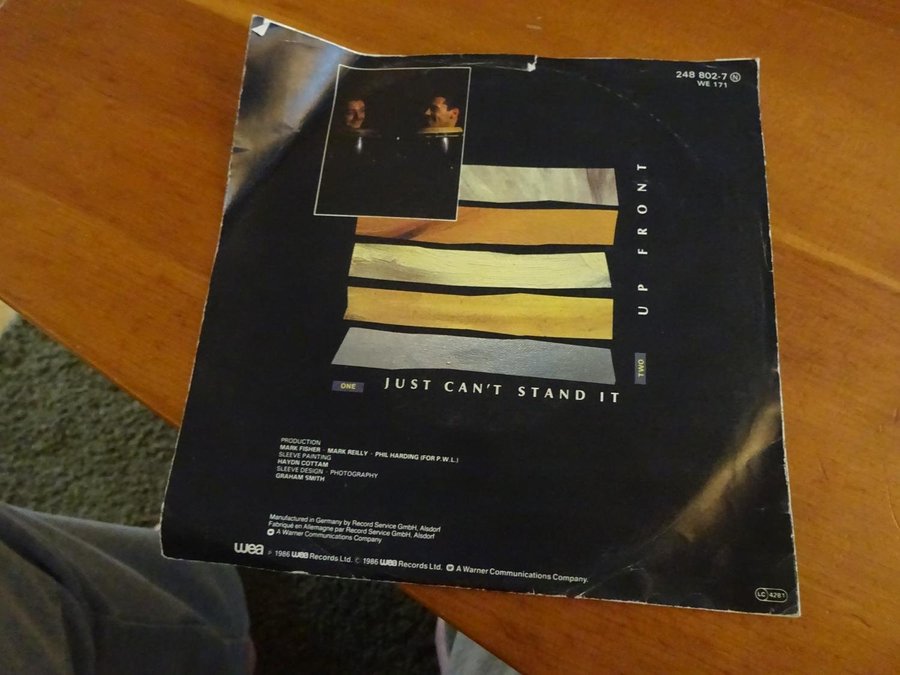 248 802-7 Ⓝ
WE 171
UP FRONT
TWO
ONE
JUST CAN'T STAND IT
PRODUCTION
MARK FISHER · MARK REILLY · PHIL HARDING (FOR P.W.L.)
SLEEVE PAINTING
HAYDN COTTAM
SLEEVE DESIGN · PHOTOGRAPHY
GRAHAM SMITH
Manufactured in Germany by Record Service GmbH, Alsdorf
Fabriqué en Allemagne par Record Service GmbH, Alsdorf
A Warner Communications Company
wea ℗ 1986 wea Records Ltd. © 1986 wea Records Ltd. A Warner Communications Company.
LC 4281